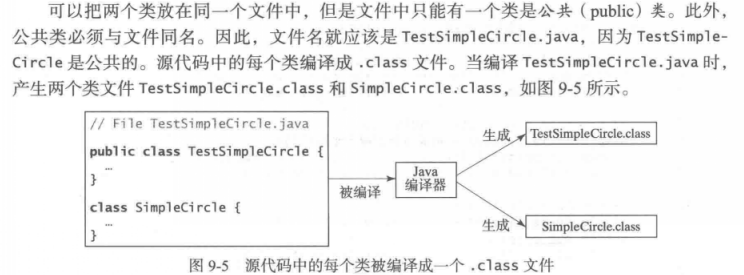 可以把两个类放在同一个文件中，但是文件中只能有一个类是公共（public）类。此外，
公共类必须与文件同名。因此，文件名就应该是 TestSimpleCircle.java，因为 TestSimple-
Circle 是公共的。源代码中的每个类编译成 .class 文件。当编译 TestSimpleCircle.java 时，
产生两个类文件 TestSimpleCircle.class 和 SimpleCircle.class，如图 9-5 所示。
// File TestSimpleCircle.java
public class TestSimpleCircle {
…
}
class SimpleCircle {
…
}
被编译
Java
编译器
生成
TestSimpleCircle.class
生成
SimpleCircle.class
图 9-5 源代码中的每个类被编译成一个 .class 文件